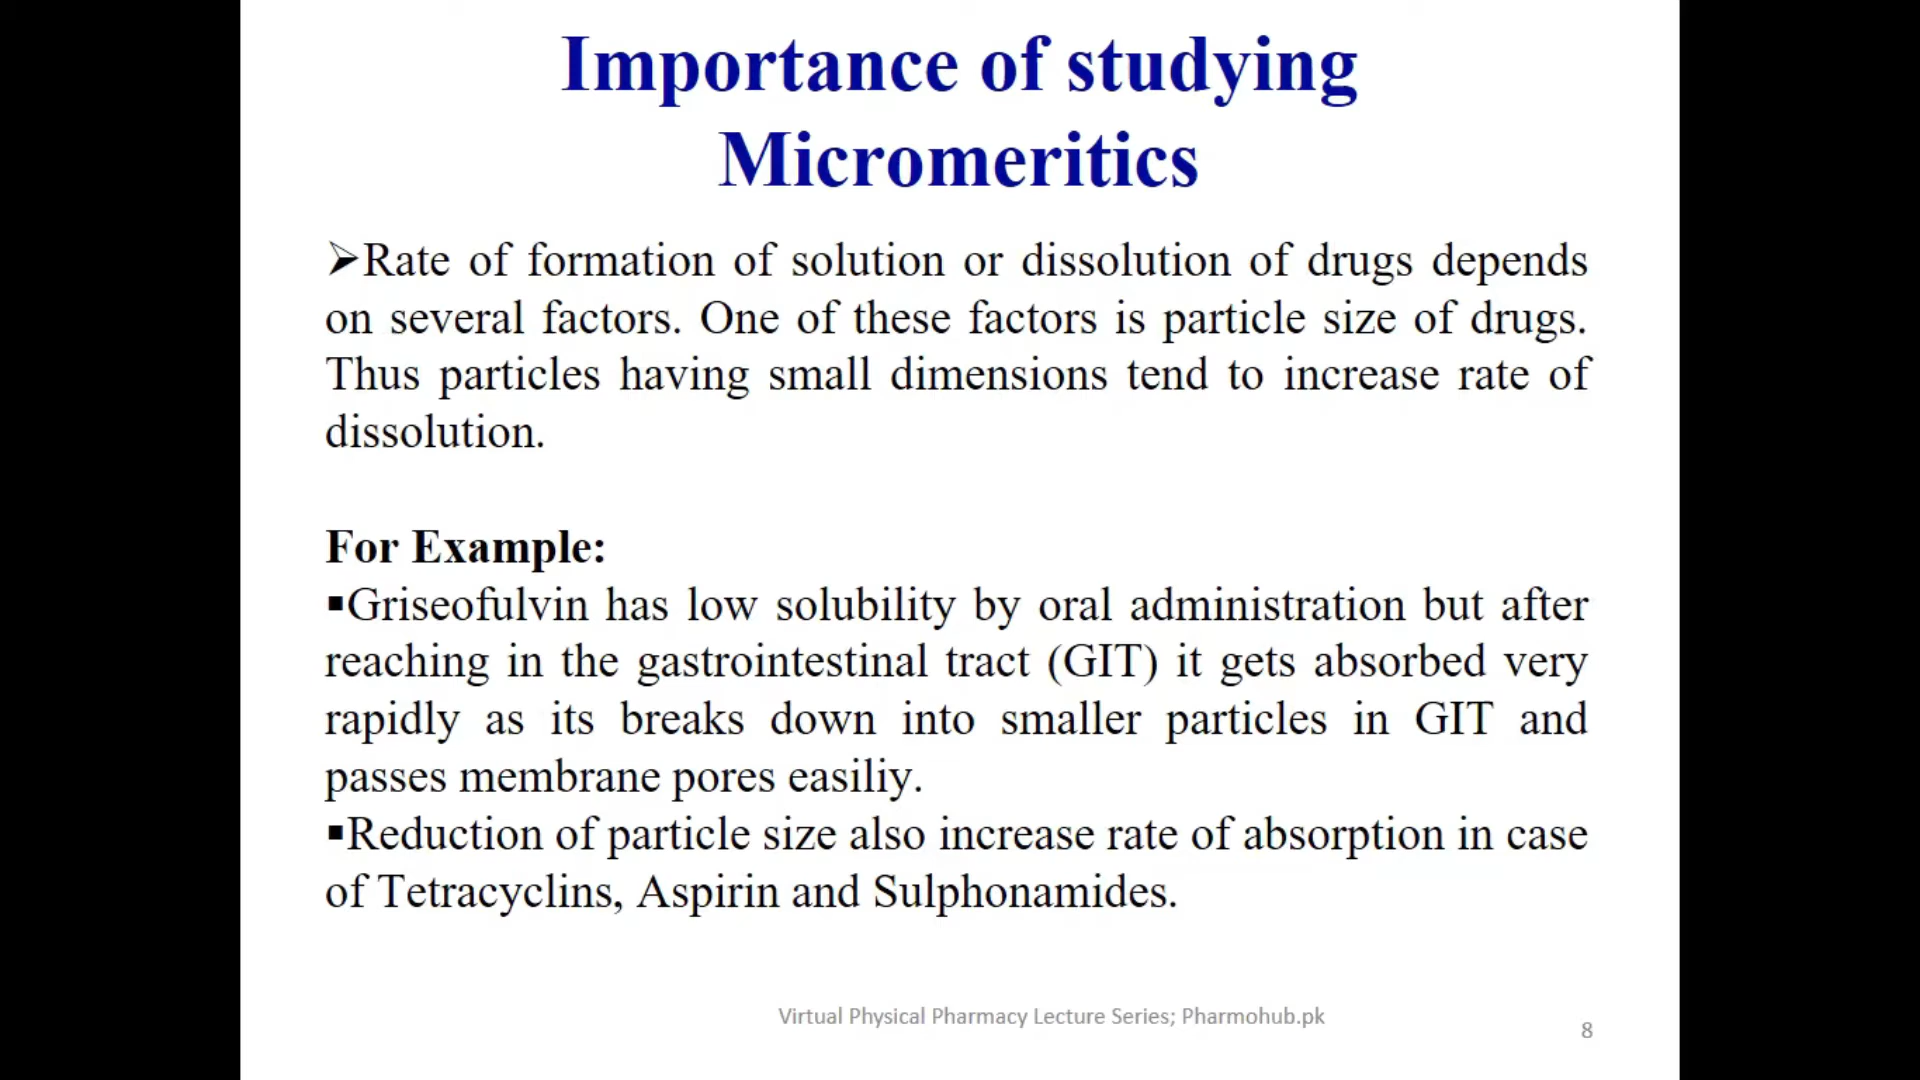 Importance of studying
Micromeritics
➢Rate of formation of solution or dissolution of drugs depends
on several factors. One of these factors is particle size of drugs.
Thus particles having small dimensions tend to increase rate of
dissolution.
For Example:
▪Griseofulvin has low solubility by oral administration but after
reaching in the gastrointestinal tract (GIT) it gets absorbed very
rapidly as its breaks down into smaller particles in GIT and
passes membrane pores easiliy.
▪Reduction of particle size also increase rate of absorption in case
of Tetracyclins, Aspirin and Sulphonamides.
Virtual Physical Pharmacy Lecture Series; Pharmohub.pk
8